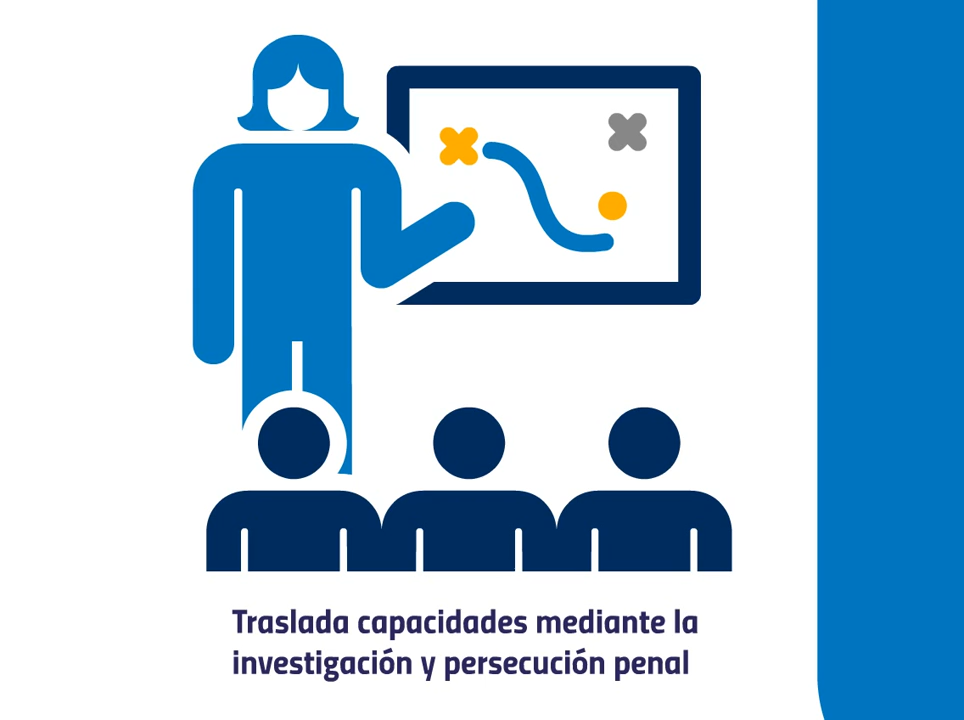 Traslada capacidades mediante la
investigación y persecución penal